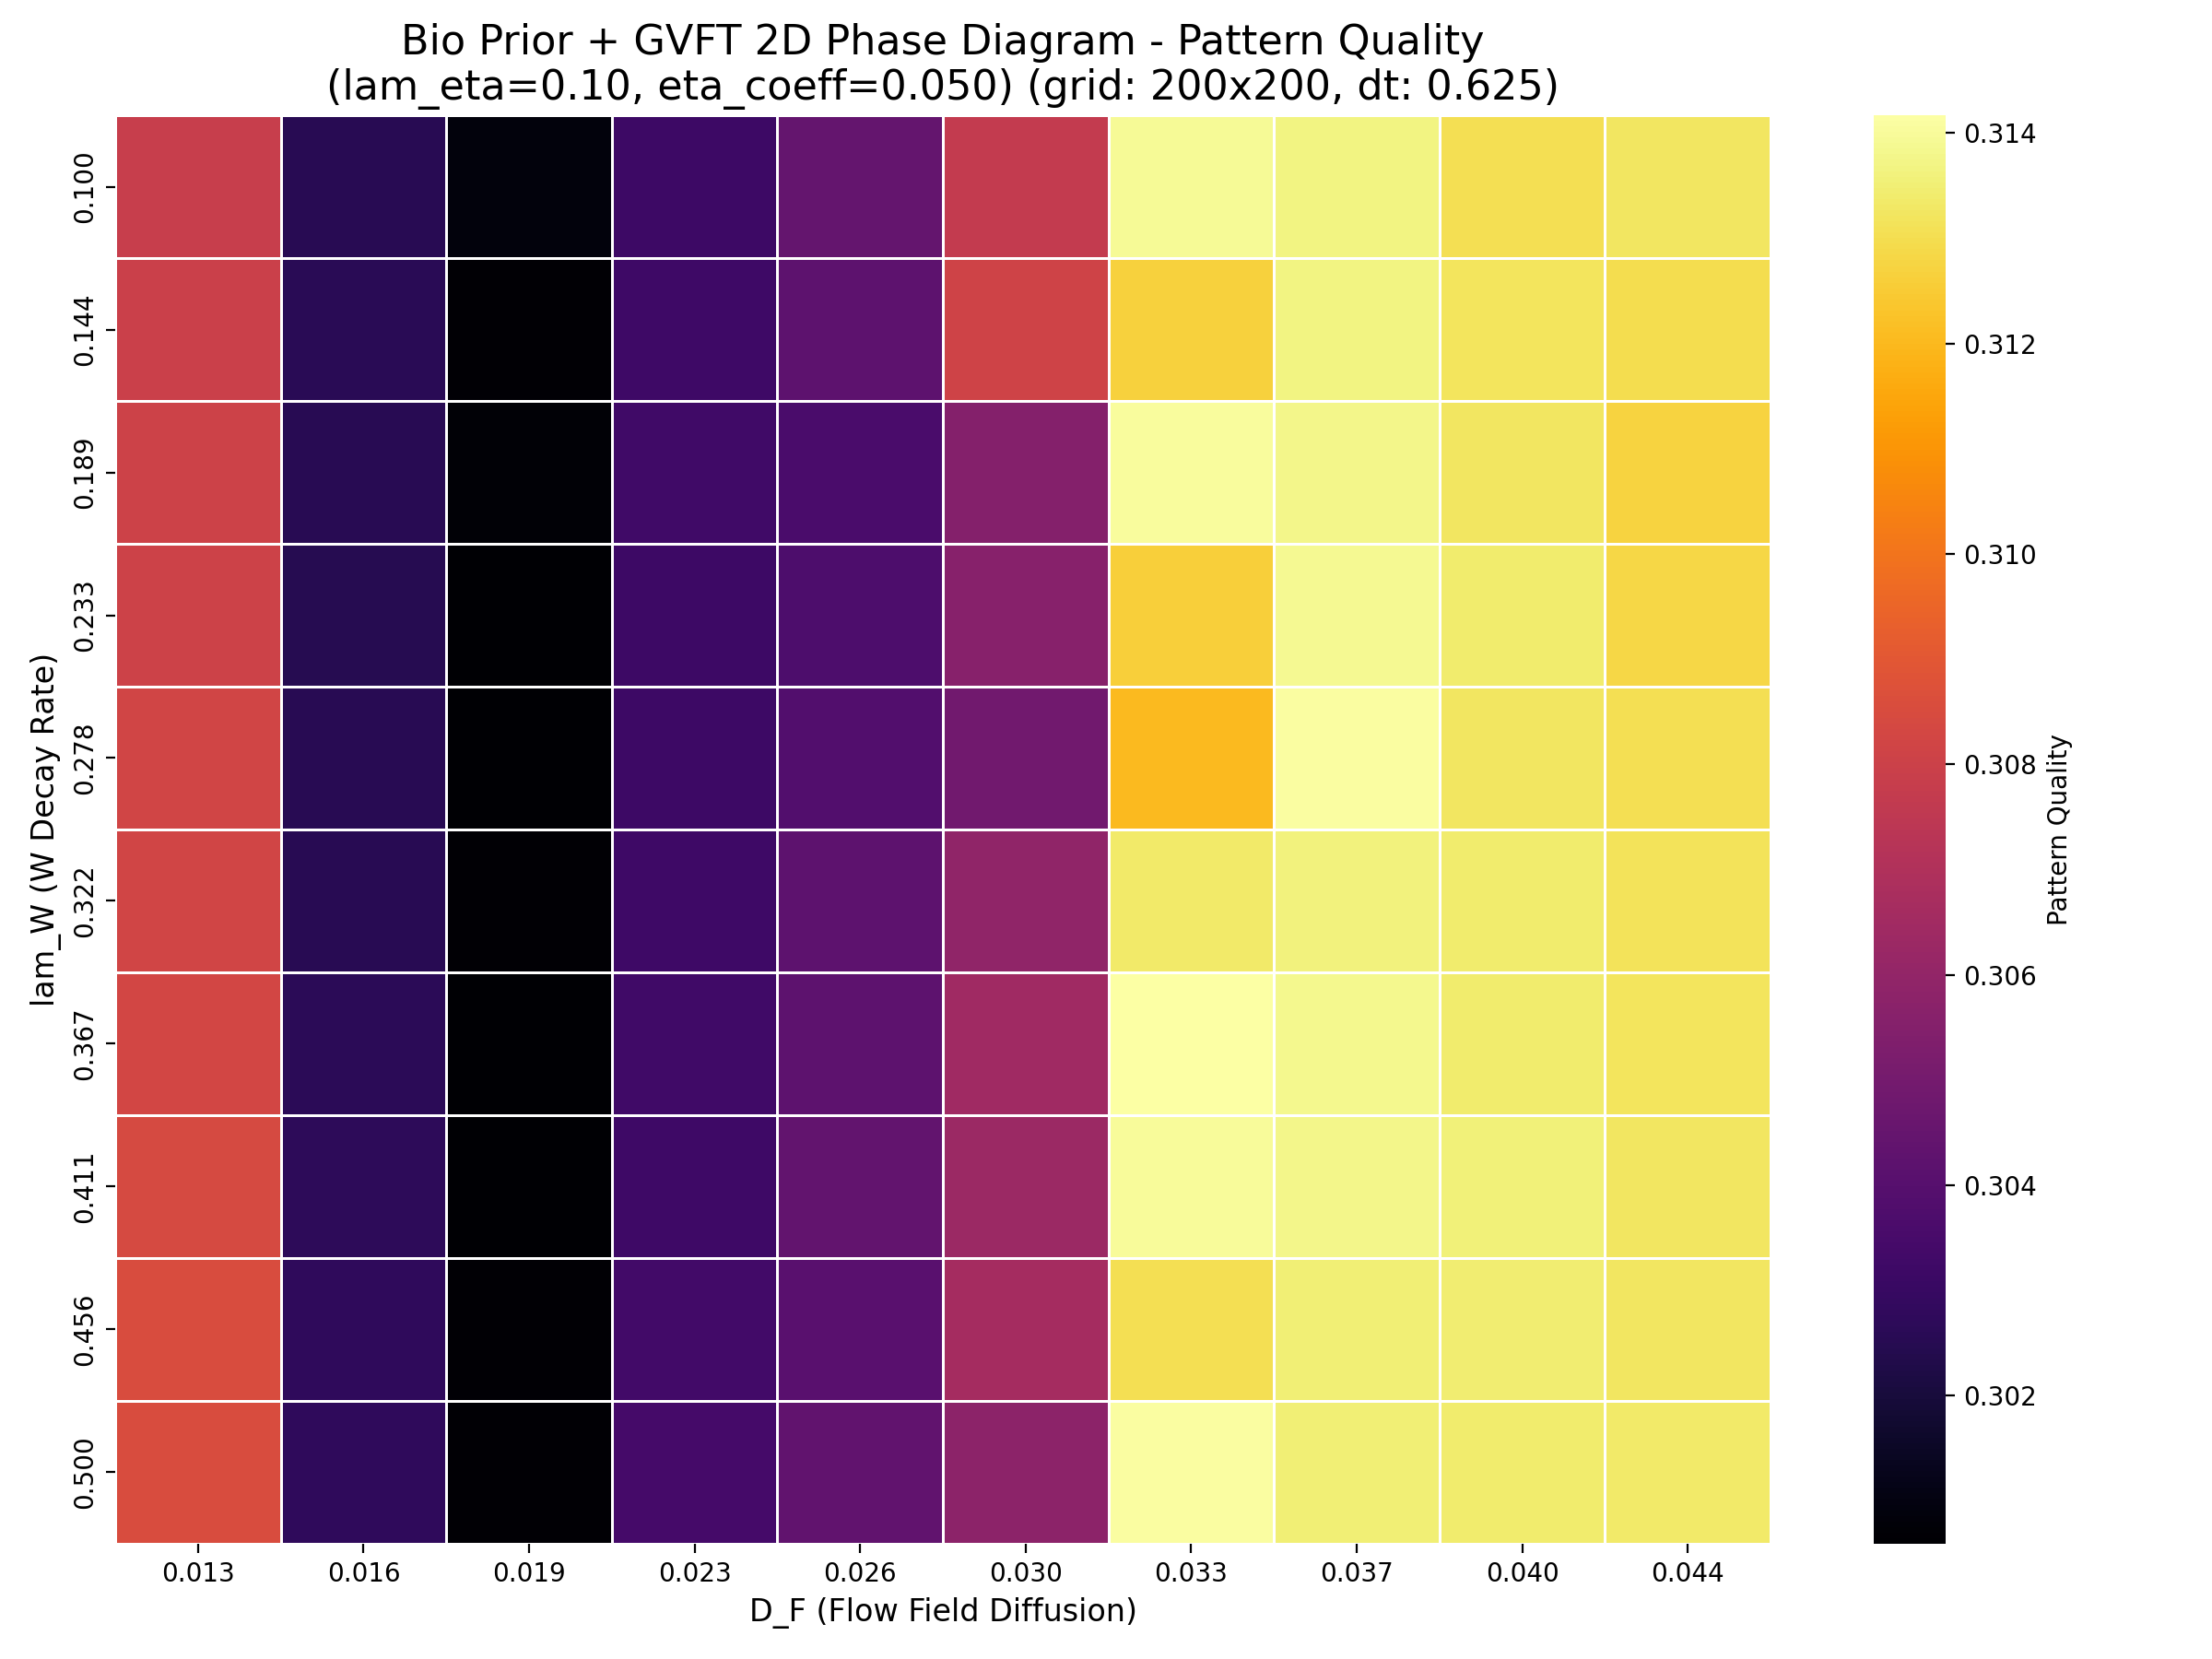 Bio Prior + GVFT 2D Phase Diagram - Pattern Quality
(lam_eta=0.10, eta_coeff=0.050) (grid: 200x200, dt: 0.625)
lam_W (W Decay Rate)
0.100
0.144
0.189
0.233
0.278
0.322
0.367
0.411
0.456
0.500
0.013 0.016 0.019 0.023 0.026 0.030 0.033 0.037 0.040 0.044
D_F (Flow Field Diffusion)
0.314
0.312
0.310
0.308
0.306
0.304
0.302
Pattern Quality